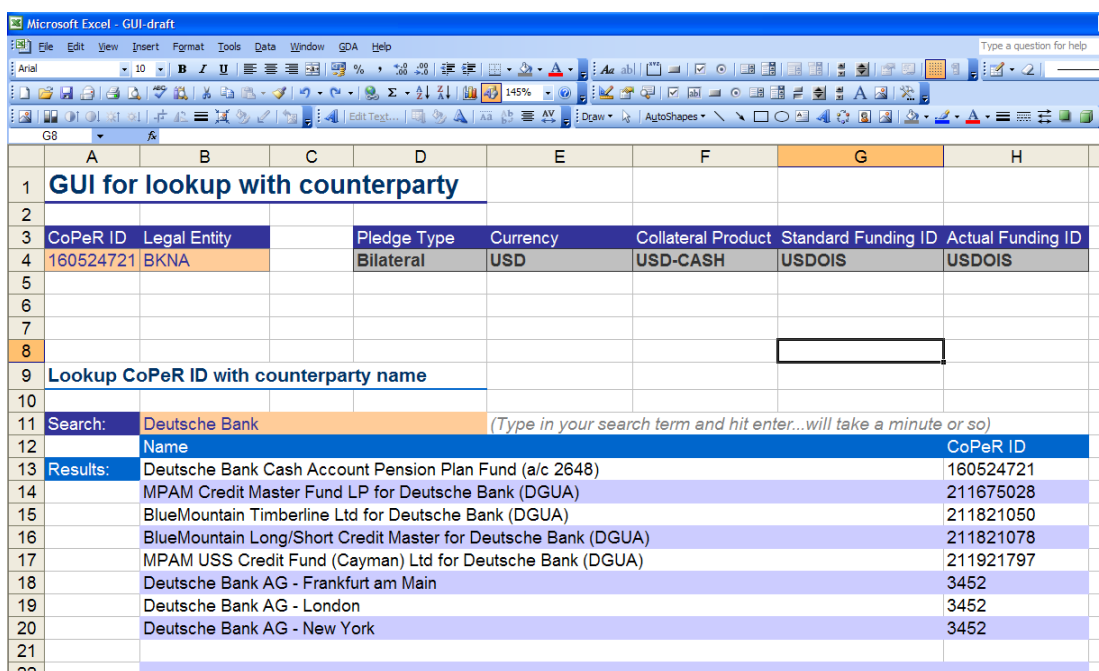 Microsoft Excel - GUI-draft
File Edit View Insert Format Tools Data Window GDA Help Type a question for help
Arial 10 B I U % ,
145%
Edit Text... Draw AutoShapes
G8 fx
A B C D E F G H
1 GUI for lookup with counterparty
2
3 CoPeR ID Legal Entity Pledge Type Currency Collateral Product Standard Funding ID Actual Funding ID
4 160524721 BKNA Bilateral USD USD-CASH USDOIS USDOIS
5
6
7
8
9 Lookup CoPeR ID with counterparty name
10
11 Search: Deutsche Bank (Type in your search term and hit enter...will take a minute or so)
12 Name CoPeR ID
13 Results: Deutsche Bank Cash Account Pension Plan Fund (a/c 2648) 160524721
14 MPAM Credit Master Fund LP for Deutsche Bank (DGUA) 211675028
15 BlueMountain Timberline Ltd for Deutsche Bank (DGUA) 211821050
16 BlueMountain Long/Short Credit Master for Deutsche Bank (DGUA) 211821078
17 MPAM USS Credit Fund (Cayman) Ltd for Deutsche Bank (DGUA) 211921797
18 Deutsche Bank AG - Frankfurt am Main 3452
19 Deutsche Bank AG - London 3452
20 Deutsche Bank AG - New York 3452
21